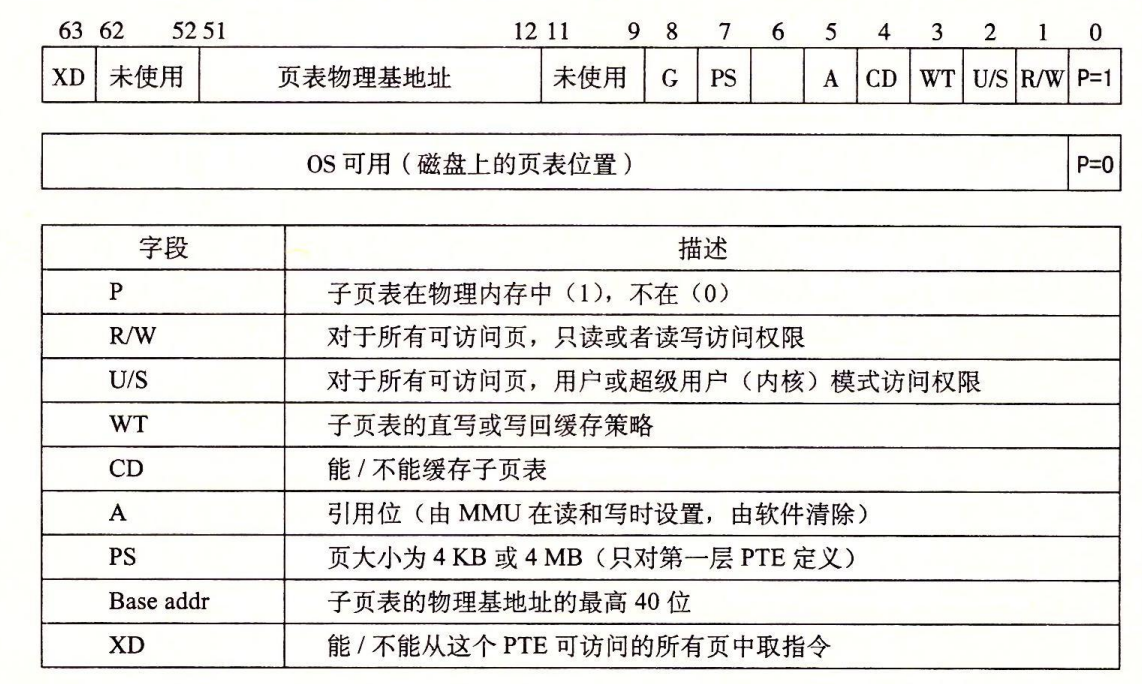 63 62 52 51 12 11 9 8 7 6 5 4 3 2 1 0
XD 未使用 页表物理基地址 未使用 G PS A CD WT U/S R/W P=1
OS 可用（磁盘上的页表位置） P=0
字段 描述
P 子页表在物理内存中（1），不在（0）
R/W 对于所有可访问页，只读或者读写访问权限
U/S 对于所有可访问页，用户或超级用户（内核）模式访问权限
WT 子页表的直写或写回缓存策略
CD 能 / 不能缓存子页表
A 引用位（由 MMU 在读和写时设置，由软件清除）
PS 页大小为 4 KB 或 4 MB（只对第一层 PTE 定义）
Base addr 子页表的物理基地址的最高 40 位
XD 能 / 不能从这个 PTE 可访问的所有页中取指令